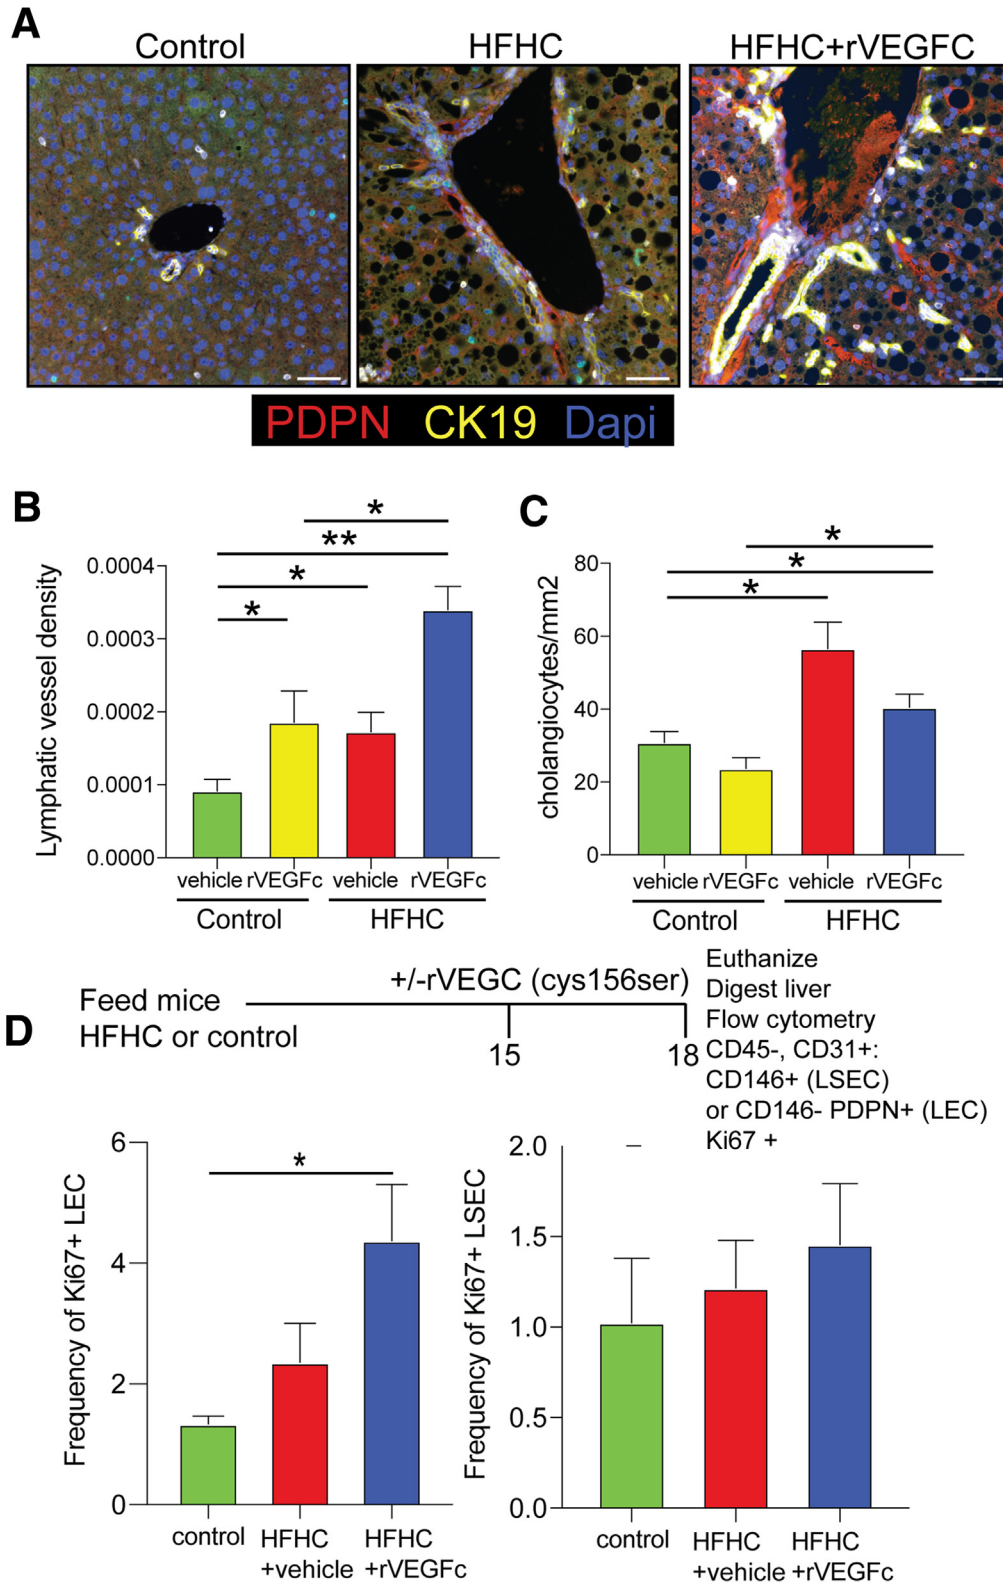 A
Control
HFHC
HFHC+rVEGFC
PDPN CK19 Dapi
B
Lymphatic vessel density
0.0004
0.0003
0.0002
0.0001
0.0000
*
**
*
*
vehicle rVEGFc vehicle rVEGFc
Control HFHC
C
cholangiocytes/mm2
80
60
40
20
0
*
*
*
vehicle rVEGFc vehicle rVEGFc
Control HFHC
D
Feed mice
HFHC or control
+/-rVEGC (cys156ser)
15
18
Euthanize
Digest liver
Flow cytometry
CD45-, CD31+:
CD146+ (LSEC)
or CD146- PDPN+ (LEC)
Ki67 +
Frequency of Ki67+ LEC
6
4
2
0
*
control
HFHC
+vehicle
HFHC
+rVEGFc
Frequency of Ki67+ LSEC
2.0
1.5
1.0
0.5
0.0
control
HFHC
+vehicle
HFHC
+rVEGFc